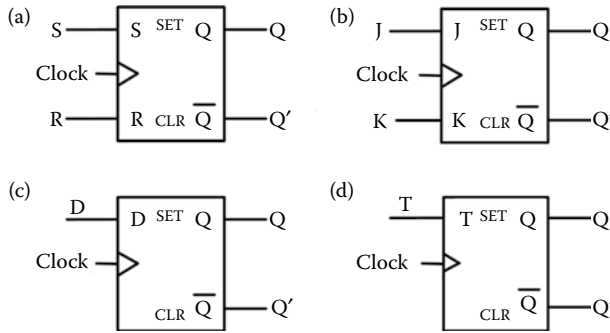 (a)
S S SET Q Q
Clock
R R CLR Q̅ Q′
(b)
J J SET Q Q
Clock
K K CLR Q̅ Q
(c)
D D SET Q Q
Clock
CLR Q̅ Q′
(d)
T T SET Q Q
Clock
CLR Q̅ Q